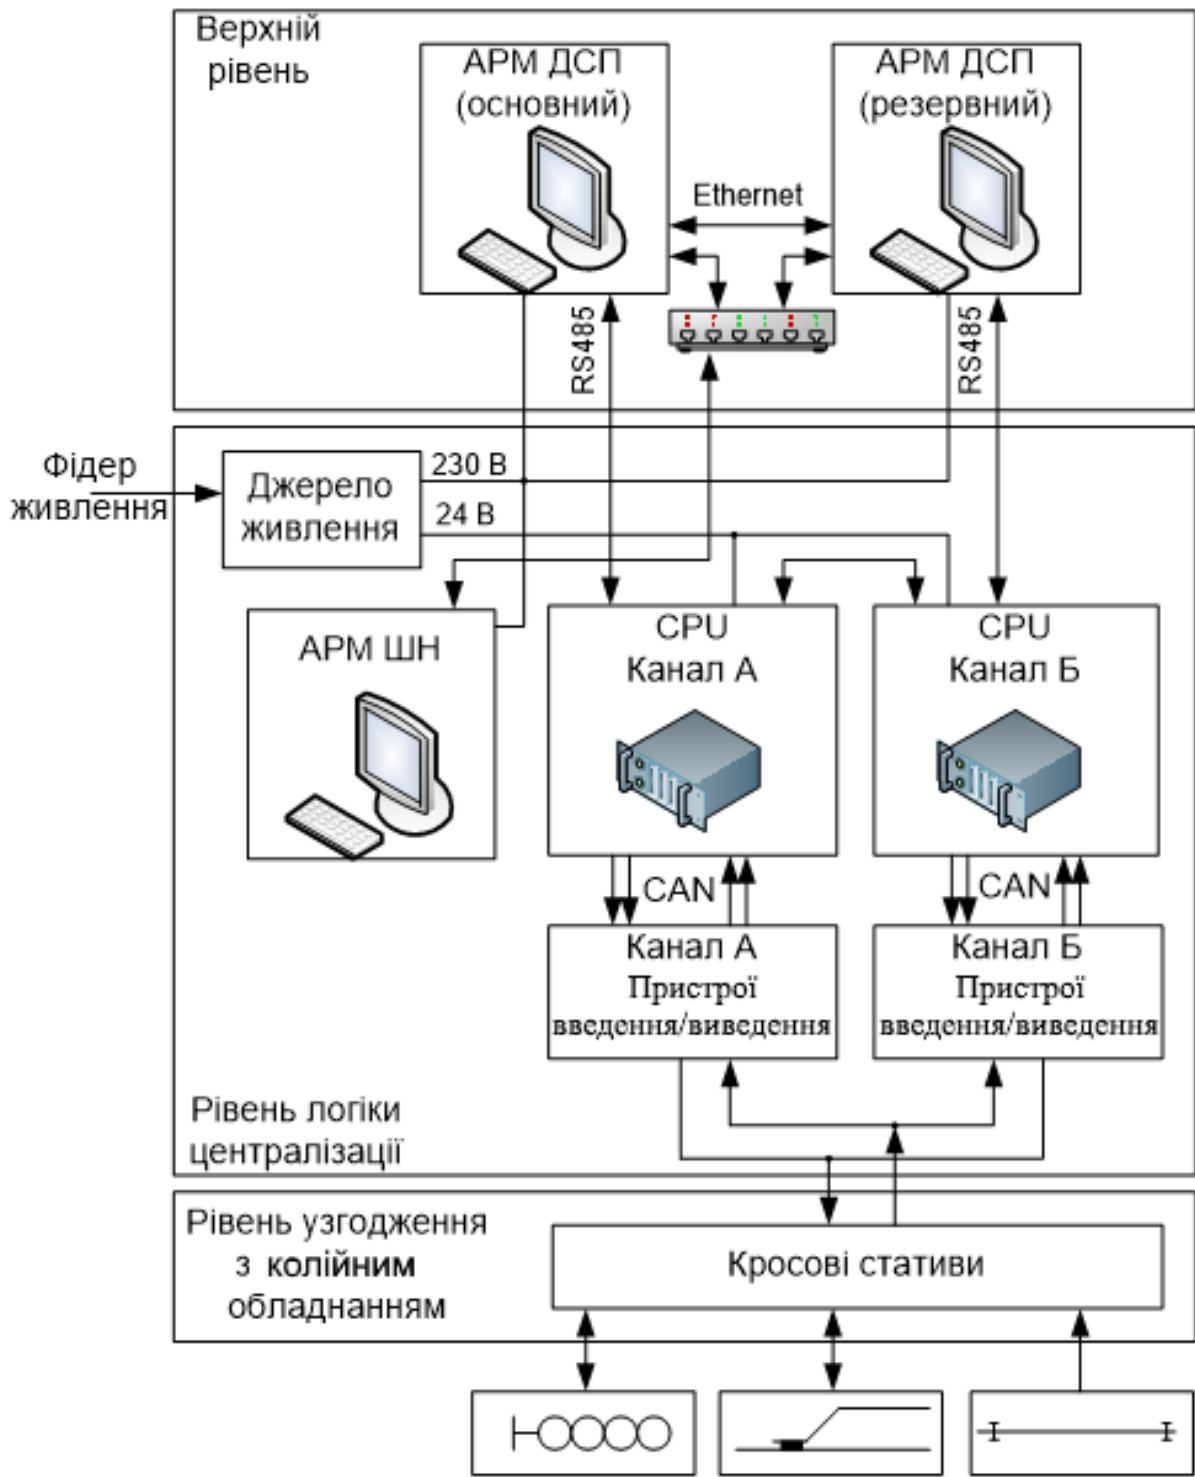 Верхній
рівень
АРМ ДСП
(основний)
АРМ ДСП
(резервний)
Ethernet
RS485
RS485
Фідер
живлення
Джерело
живлення
230 В
24 В
АРМ ШН
CPU
Канал А
CPU
Канал Б
CAN
CAN
Канал А
Пристрої
введення/виведення
Канал Б
Пристрої
введення/виведення
Рівень логіки
централізації
Рівень узгодження
з колійним
обладнанням
Кросові стативи